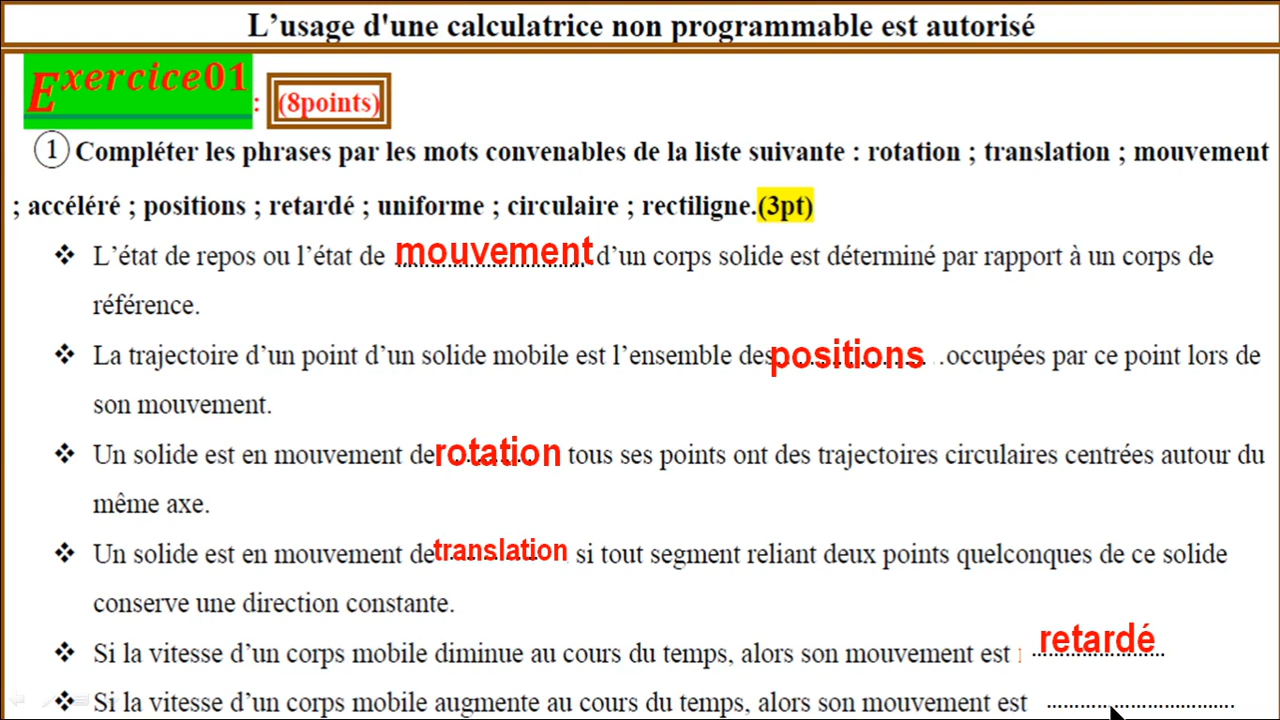 L'usage d'une calculatrice non programmable est autorisé
Exercice01 : (8points)
① Compléter les phrases par les mots convenables de la liste suivante : rotation ; translation ; mouvement
; accéléré ; positions ; retardé ; uniforme ; circulaire ; rectiligne.(3pt)
❖ L'état de repos ou l'état de mouvement d'un corps solide est déterminé par rapport à un corps de
référence.
❖ La trajectoire d'un point d'un solide mobile est l'ensemble des positions occupées par ce point lors de
son mouvement.
❖ Un solide est en mouvement de rotation tous ses points ont des trajectoires circulaires centrées autour du
même axe.
❖ Un solide est en mouvement de translation si tout segment reliant deux points quelconques de ce solide
conserve une direction constante.
❖ Si la vitesse d'un corps mobile diminue au cours du temps, alors son mouvement est retardé
❖ Si la vitesse d'un corps mobile augmente au cours du temps, alors son mouvement est ..............................